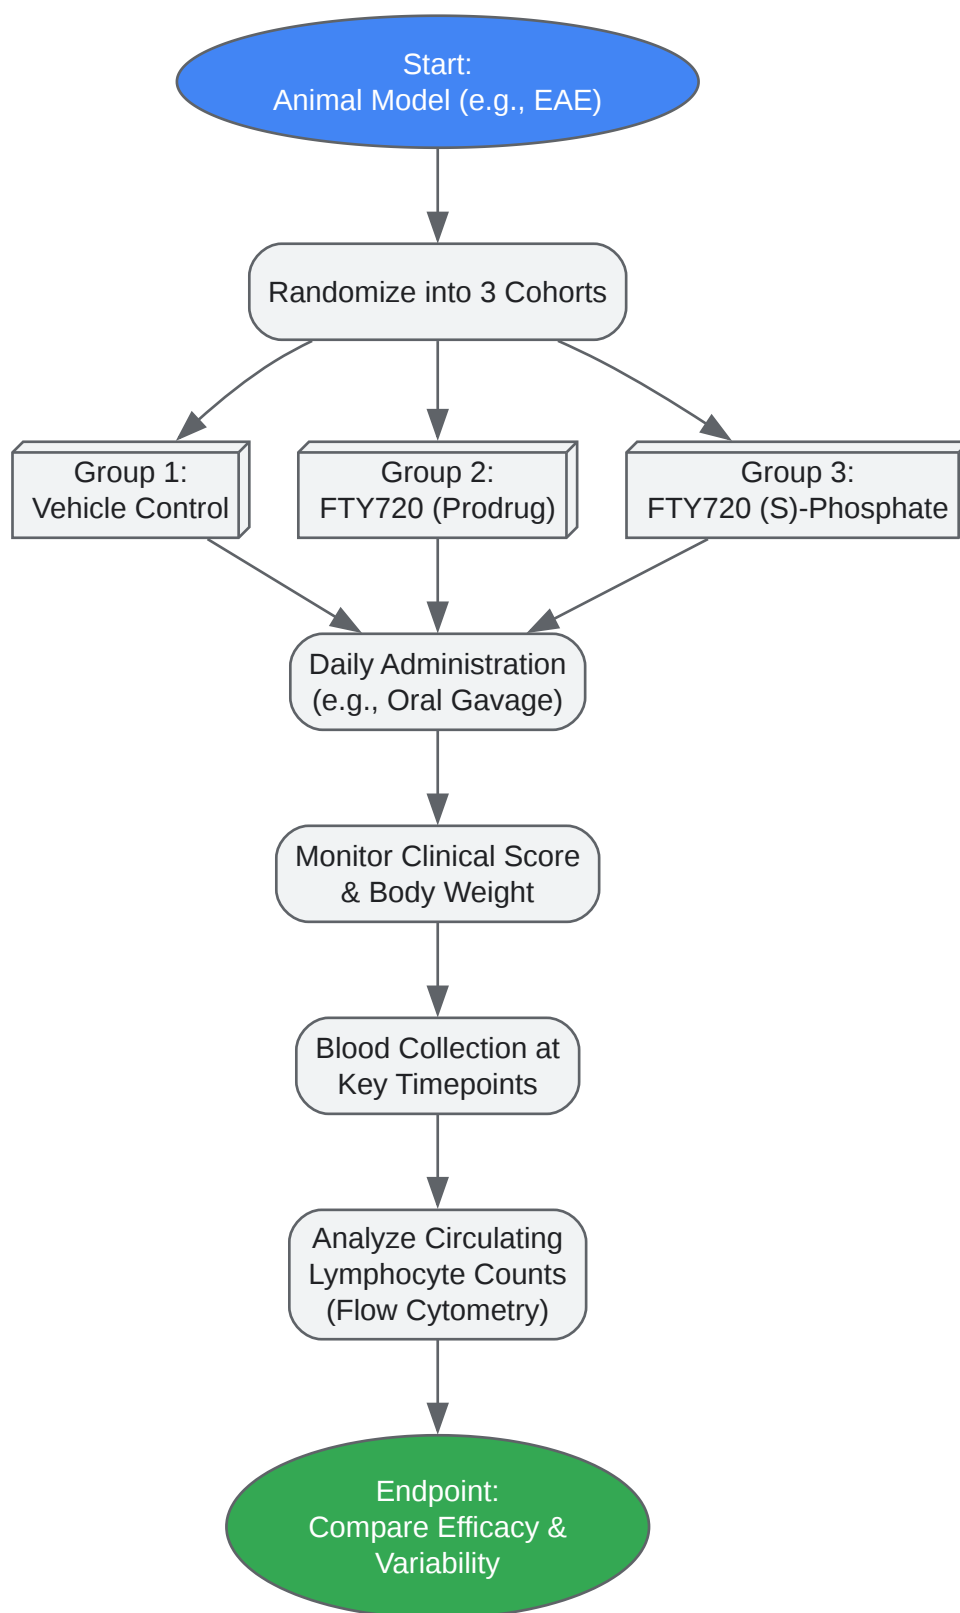 Start:
Animal Model (e.g., EAE)
Randomize into 3 Cohorts
Group 1:
Vehicle Control
Group 2:
FTY720 (Prodrug)
Group 3:
FTY720 (S)-Phosphate
Daily Administration
(e.g., Oral Gavage)
Monitor Clinical Score
& Body Weight
Blood Collection at
Key Timepoints
Analyze Circulating
Lymphocyte Counts
(Flow Cytometry)
Endpoint:
Compare Efficacy &
Variability